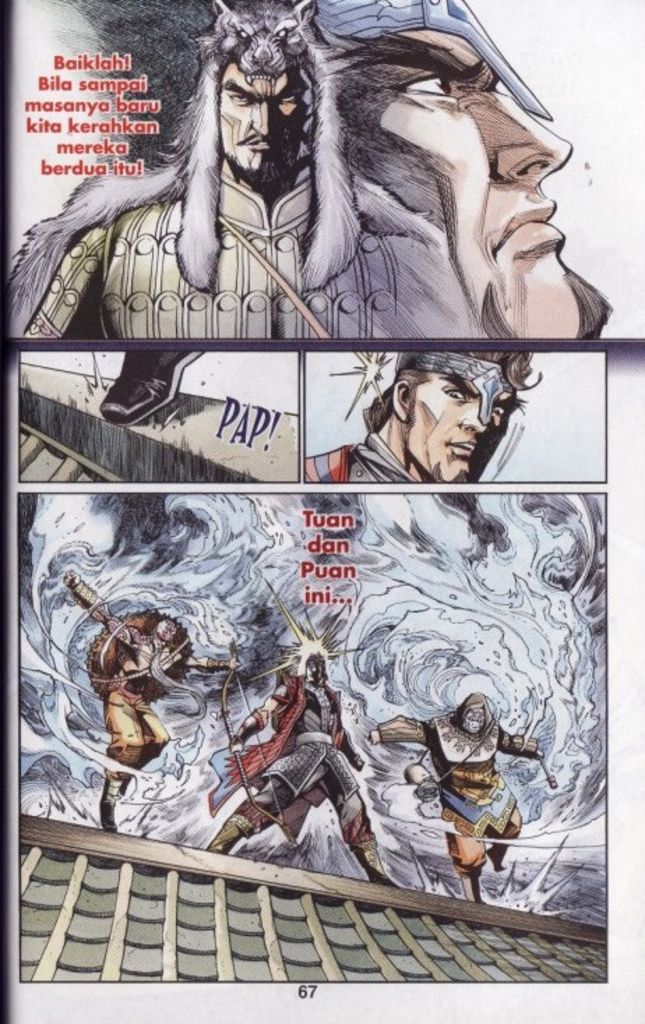 Baiklah!
Bila sampai
masanya baru
kita kerahkan
mereka
berdua itu!
PAP!
Tuan
dan
Puan
ini...
67